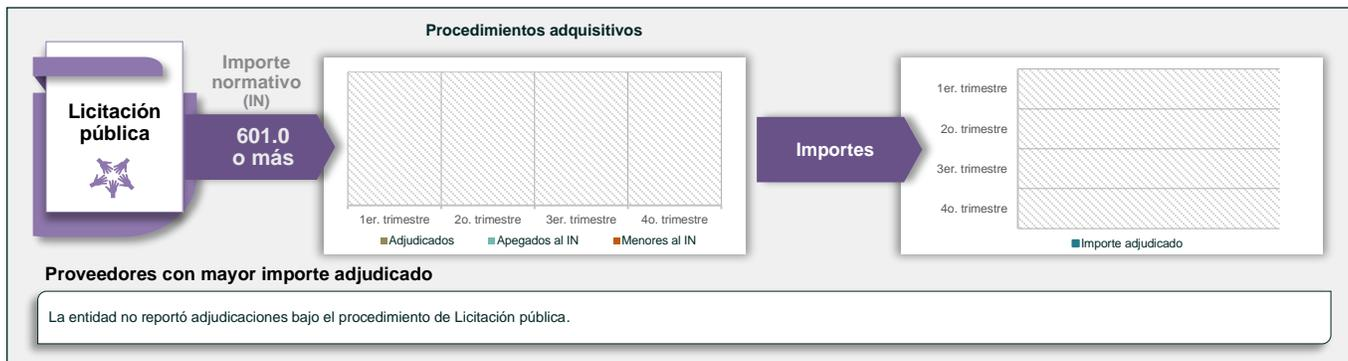 Procedimientos adquisitivos
Licitación
pública
Importe
normativo
(IN)
601.0
o más
1er. trimestre
2o. trimestre
3er. trimestre
4o. trimestre
Adjudicados
Apegados al IN
Menores al IN
Importes
1er. trimestre
2o. trimestre
3er. trimestre
4o. trimestre
Importe adjudicado
Proveedores con mayor importe adjudicado
La entidad no reportó adjudicaciones bajo el procedimiento de Licitación pública.